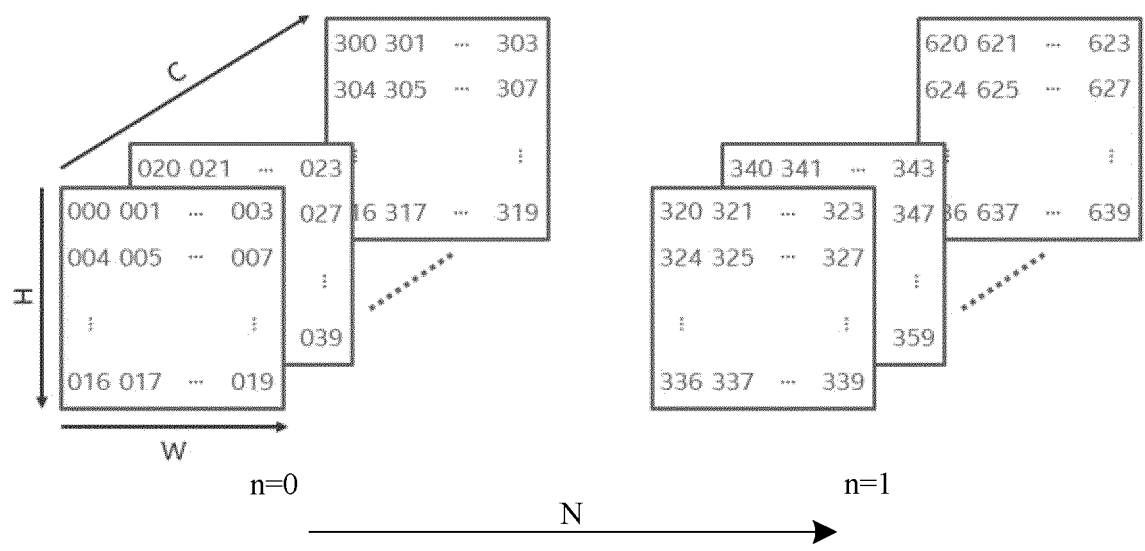 C
300 301 ... 303
304 305 ... 307
⋮ ⋮
16 317 ... 319
020 021 ... 023
027
⋮
039
000 001 ... 003
004 005 ... 007
⋮ ⋮
016 017 ... 019
H
W
n=0
620 621 ... 623
624 625 ... 627
⋮ ⋮
36 637 ... 639
340 341 ... 343
347
⋮
359
320 321 ... 323
324 325 ... 327
⋮ ⋮
336 337 ... 339
n=1
N